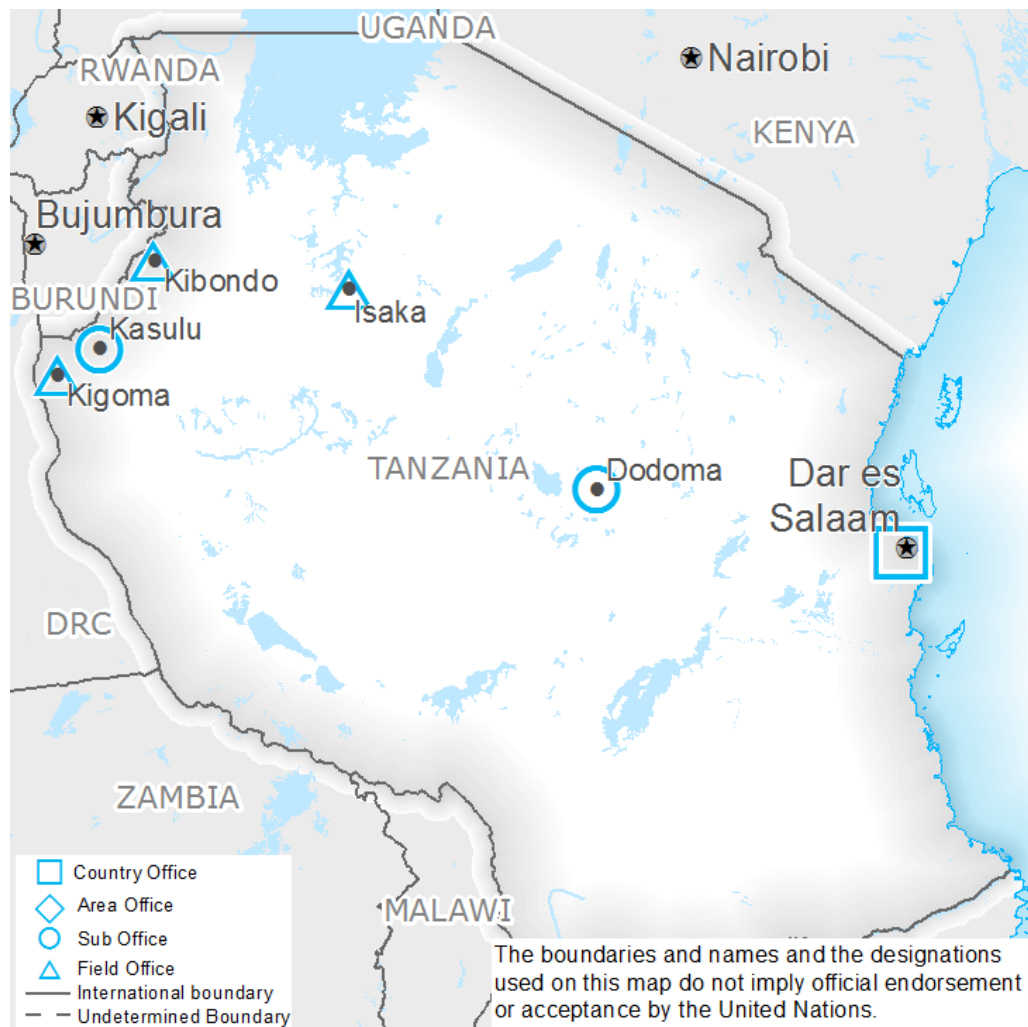 UGANDA
Nairobi
RWANDA
Kigali
KENYA
Bujumbura
Kibondo
BURUNDI
Isaka
Kasulu
Kigoma
TANZANIA
Dodoma
Dar es
Salaam
DRC
ZAMBIA
MALAWI
Country Office
Area Office
Sub Office
Field Office
International boundary
Undetermined Boundary
The boundaries and names and the designations
used on this map do not imply official endorsement
or acceptance by the United Nations.